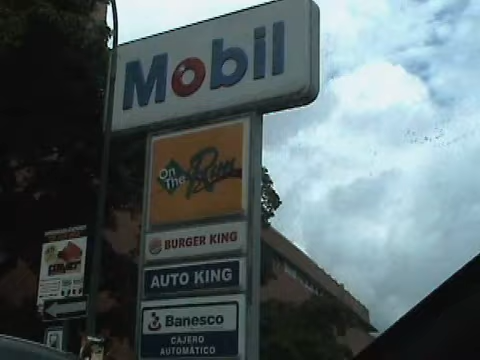 Mobil
On
The
Run
BURGER KING
AUTO KING
Banesco
CAJERO
AUTOMÁTICO